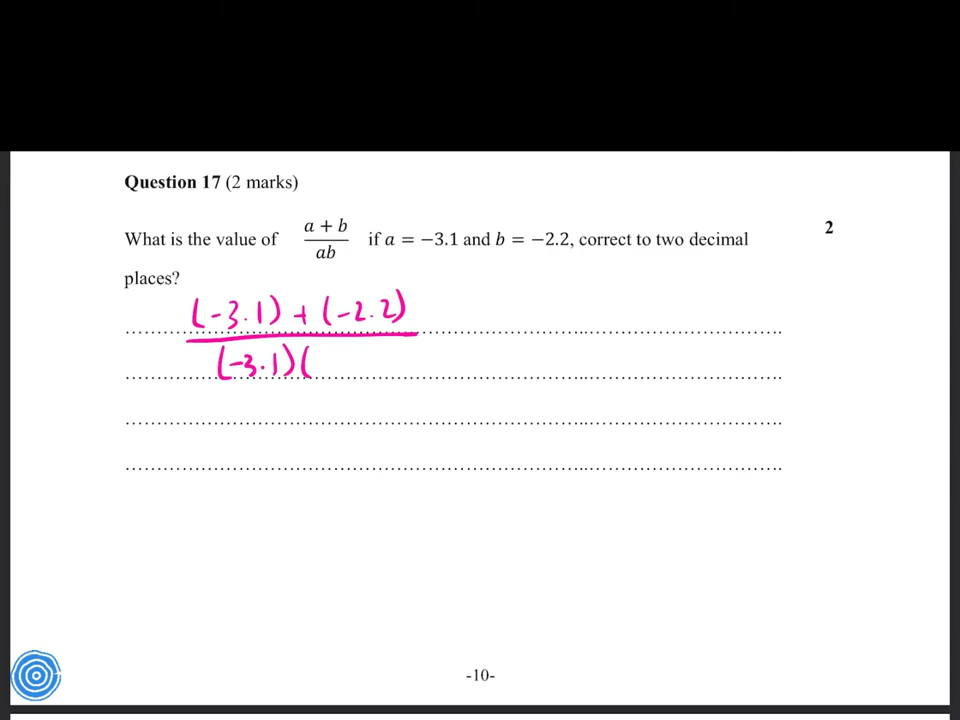 Question 17 (2 marks)
What is the value of a + b / ab if a = −3.1 and b = −2.2, correct to two decimal 2
places?
(-3.1) + (-2.2)
(-3.1)(
-10-